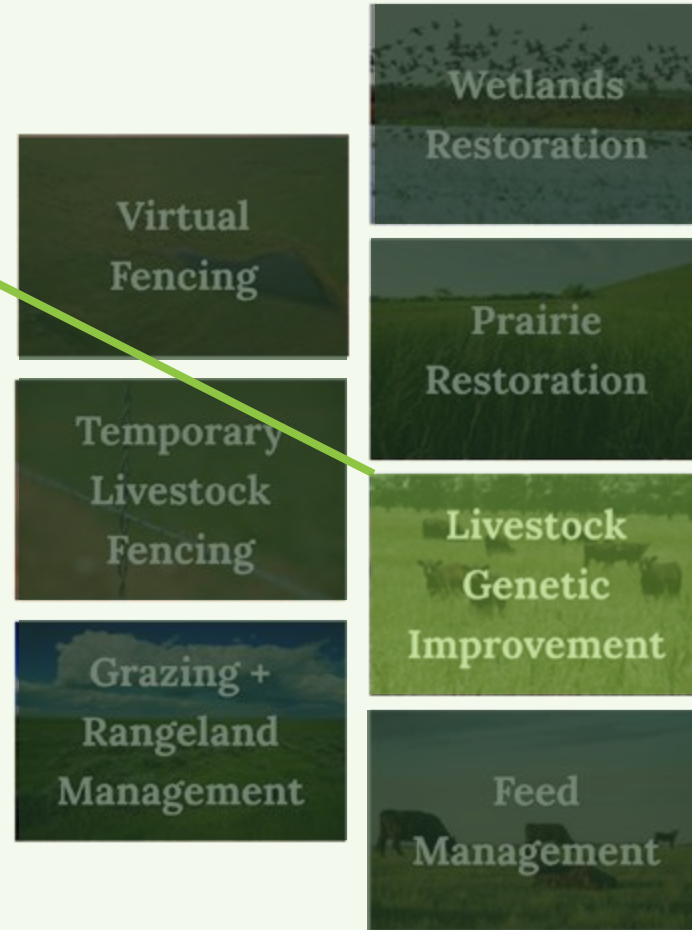 Virtual
Fencing
Temporary
Livestock
Fencing
Grazing +
Rangeland
Management
Wetlands
Restoration
Prairie
Restoration
Livestock
Genetic
Improvement
Feed
Management